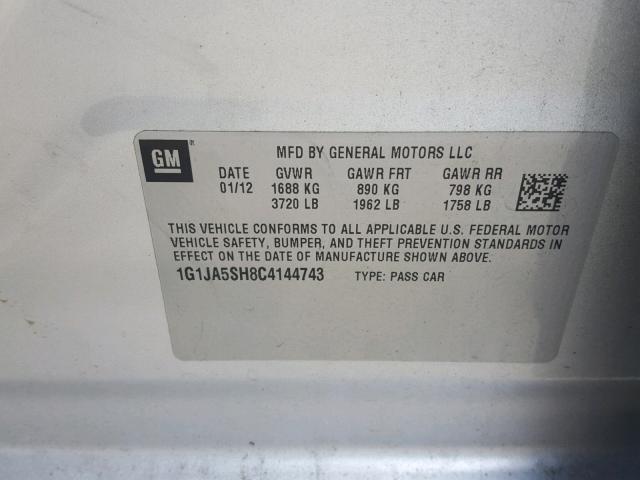 GM
MFD BY GENERAL MOTORS LLC
DATE GVWR GAWR FRT GAWR RR
01/12 1688 KG 890 KG 798 KG
3720 LB 1962 LB 1758 LB
THIS VEHICLE CONFORMS TO ALL APPLICABLE U.S. FEDERAL MOTOR
VEHICLE SAFETY, BUMPER, AND THEFT PREVENTION STANDARDS IN
EFFECT ON THE DATE OF MANUFACTURE SHOWN ABOVE.
1G1JA5SH8C4144743 TYPE: PASS CAR